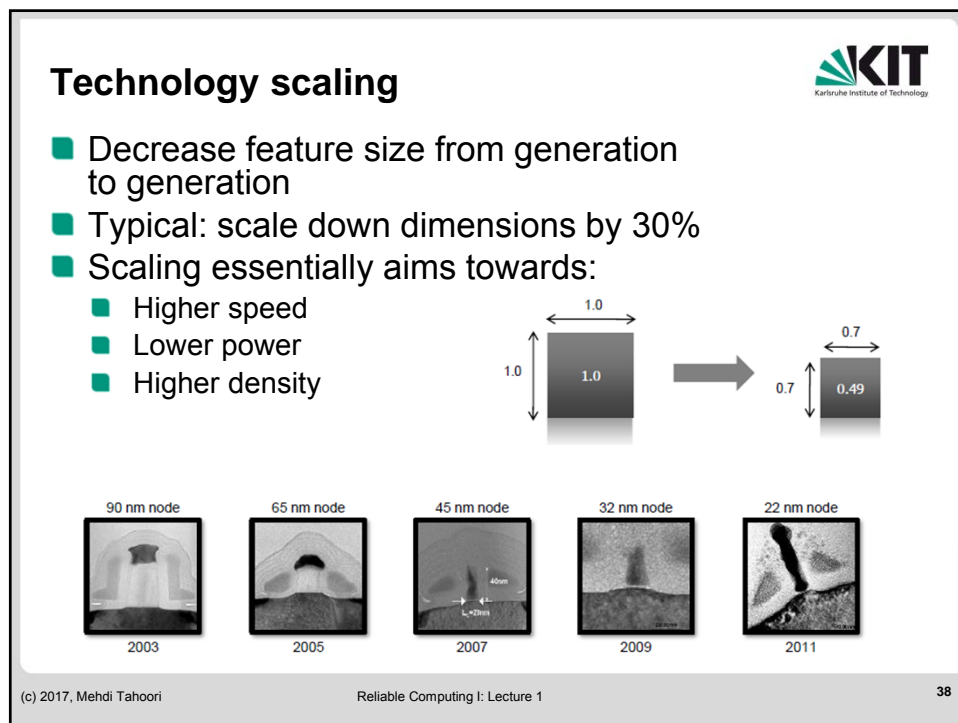 Technology scaling
KIT
Karlsruhe Institute of Technology
Decrease feature size from generation
to generation
Typical: scale down dimensions by 30%
Scaling essentially aims towards:
Higher speed
Lower power
Higher density
1.0
1.0
1.0
0.7
0.7
0.49
90 nm node
65 nm node
45 nm node
32 nm node
22 nm node
40nm
2003
2005
2007
2009
2011
(c) 2017, Mehdi Tahoori
Reliable Computing I: Lecture 1
38